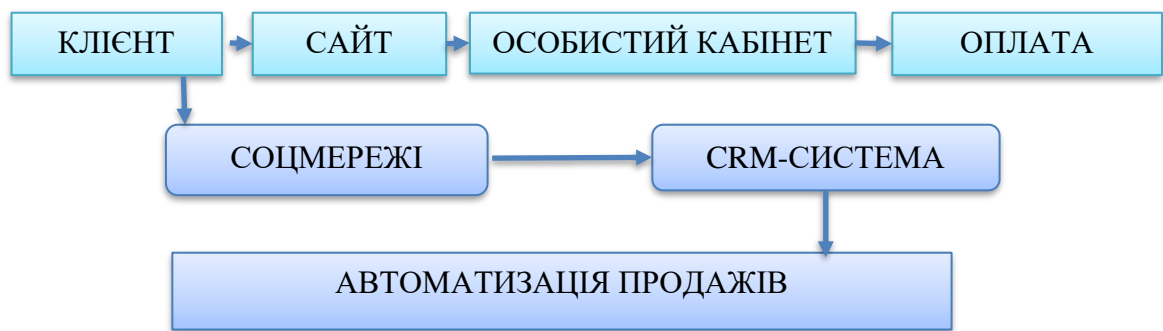 КЛІЄНТ
САЙТ
ОСОБИСТИЙ КАБІНЕТ
ОПЛАТА
СОЦМЕРЕЖІ
CRM-СИСТЕМА
АВТОМАТИЗАЦІЯ ПРОДАЖІВ